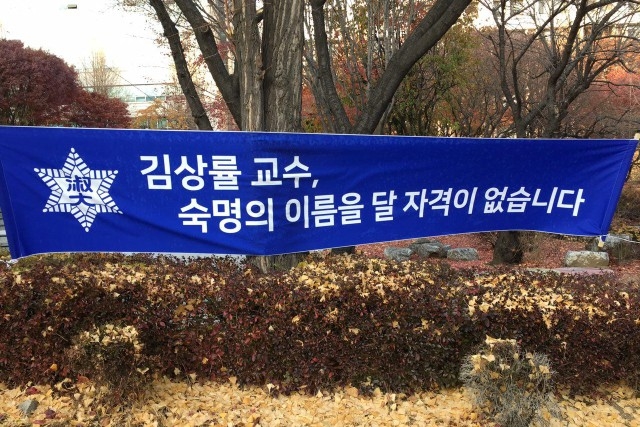 淑大
김상률 교수,
숙명의 이름을 달 자격이 없습니다